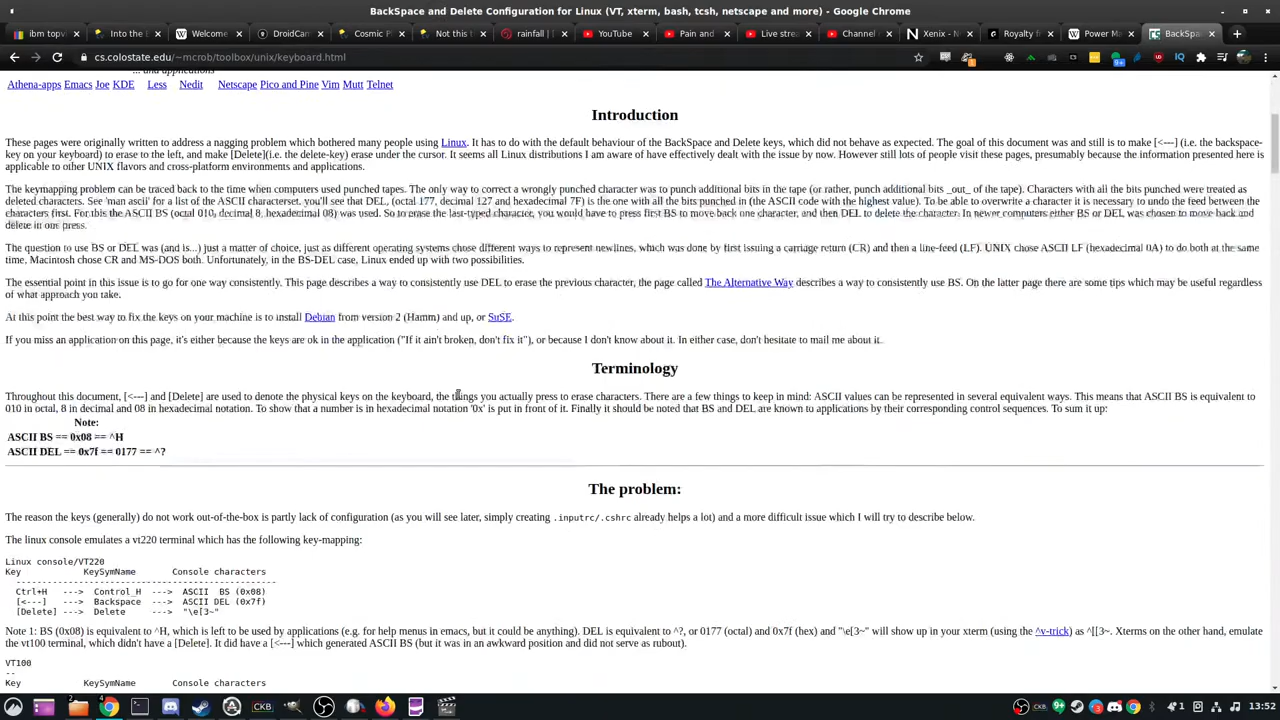 BackSpace and Delete Configuration for Linux (VT, xterm, bash, tcsh, netscape and more) - Google Chrome
ibm topv
Into the E
Welcome
DroidCam
Cosmic P
Not this t
rainfall |
YouTube
Pain and
Live strea
Channel
Xenix - N
Royalty f
Power Ma
BackSpac
cs.colostate.edu/~mcrob/toolbox/unix/keyboard.html
... and applications
Athena-apps Emacs Joe KDE Less Nedit Netscape Pico and Pine Vim Mutt Telnet
Introduction
These pages were originally written to address a nagging problem which bothered many people using Linux. It has to do with the default behaviour of the BackSpace and Delete keys, which did not behave as expected. The goal of this document was and still is to make [<---] (i.e. the backspace-
key on your keyboard) to erase to the left, and make [Delete](i.e. the delete-key) erase under the cursor. It seems all Linux distributions I am aware of have effectively dealt with the issue by now. However still lots of people visit these pages, presumably because the information presented here is
applicable to other UNIX flavors and cross-platform environments and applications.
The keymapping problem can be traced back to the time when computers used punched tapes. The only way to correct a wrongly punched character was to punch additional bits in the tape (or rather, punch additional bits _out_ of the tape). Characters with all the bits punched were treated as
deleted characters. See 'man ascii' for a list of the ASCII characterset. you'll see that DEL, (octal 177, decimal 127 and hexadecimal 7F) is the one with all the bits punched in (the ASCII code with the highest value). To be able to overwrite a character it is necessary to undo the feed between the
characters first. For this the ASCII BS (octal 010, decimal 8, hexadecimal 08) was used. So to erase the last-typed character, you would have to press first BS to move back one character, and then DEL to delete the character. In newer computers either BS or DEL was chosen to move back-and
delete in one press.
The question to use BS or DEL was (and is...) just a matter of choice, just as different operating systems chose different ways to represent newlines, which was done by first issuing a carriage return (CR) and then a line-feed (LF). UNIX chose ASCII LF (hexadecimal 0A) to do both at the same
time, Macintosh chose CR and MS-DOS both. Unfortunately, in the BS-DEL case, Linux ended up with two possibilities.
The essential point in this issue is to go for one way consistently. This page describes a way to consistently use DEL to erase the previous character, the page called The Alternative Way describes a way to consistently use BS. On the latter page there are some tips which may be useful regardless
of what approach you take.
At this point the best way to fix the keys on your machine is to install Debian from version 2 (Hamm) and up, or SuSE.
If you miss an application on this page, it's either because the keys are ok in the application ("If it ain't broken, don't fix it"), or because I don't know about it. In either case, don't hesitate to mail me about it..
Terminology
Throughout this document, [<---] and [Delete] are used to denote the physical keys on the keyboard, the things you actually press to erase characters. There are a few things to keep in mind: ASCII values can be represented in several equivalent ways. This means that ASCII BS is equivalent to
010 in octal, 8 in decimal and 08 in hexadecimal notation. To show that a number is in hexadecimal notation '0x' is put in front of it. Finally it should be noted that BS and DEL are known to applications by their corresponding control sequences. To sum it up:
Note:
ASCII BS == 0x08 == ^H
ASCII DEL == 0x7f == 0177 == ^?
The problem:
The reason the keys (generally) do not work out-of-the-box is partly lack of configuration (as you will see later, simply creating .inputrc/.cshrc already helps a lot) and a more difficult issue which I will try to describe below.
The linux console emulates a vt220 terminal which has the following key-mapping:
Linux console/VT220
Key KeySymName Console characters
------------------------------------------------
Ctrl+H ---> Control_H ---> ASCII BS (0x08)
[<---] ---> Backspace ---> ASCII DEL (0x7f)
[Delete] ---> Delete ---> "\e[3~"
Note 1: BS (0x08) is equivalent to ^H, which is left to be used by applications (e.g. for help menus in emacs, but it could be anything). DEL is equivalent to ^?, or 0177 (octal) and 0x7f (hex) and "\e[3~" will show up in your xterm (using the ^v-trick) as ^[[3~. Xterms on the other hand, emulate
the vt100 terminal, which didn't have a [Delete]. It did have a [<---] which generated ASCII BS (but it was in an awkward position and did not serve as rubout).
VT100
--
Key KeySymName Console characters
CKB
CKB
1
13:52